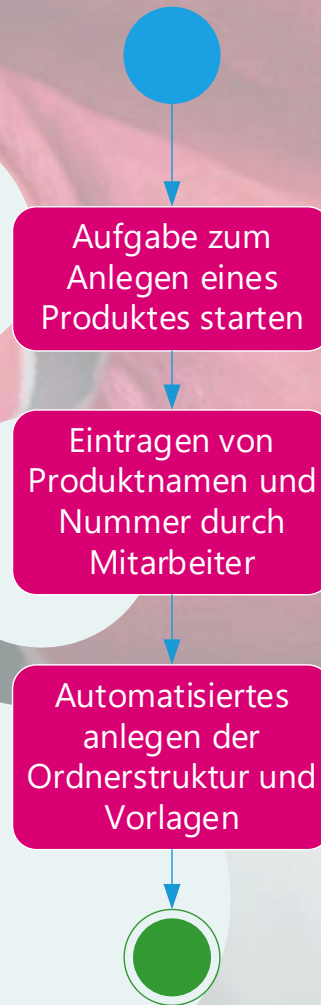 Aufgabe zum
Anlegen eines
Produktes starten
Eintragen von
Produktnamen und
Nummer durch
Mitarbeiter
Automatisiertes
anlegen der
Ordnerstruktur und
Vorlagen